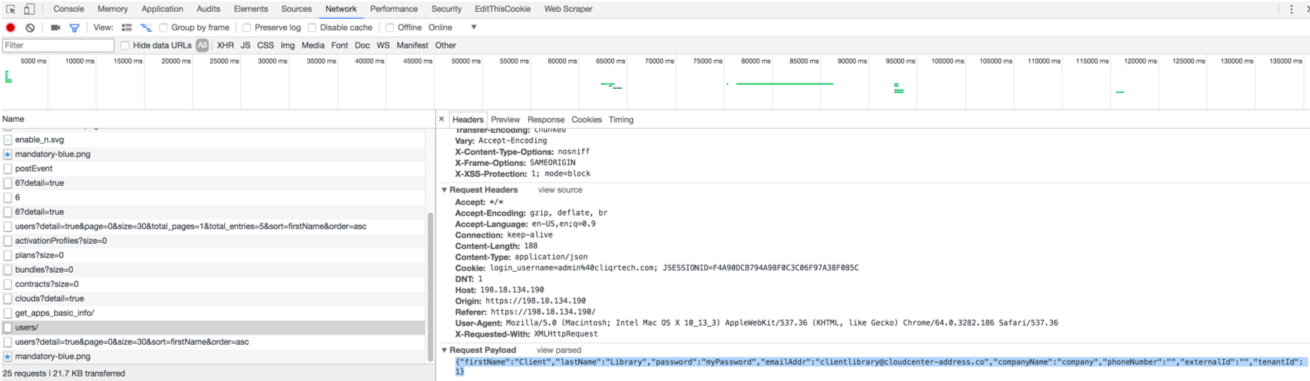 Console Memory Application Audits Elements Sources Network Performance Security EditThisCookie Web Scraper
View: Group by frame Preserve log Disable cache Offline Online
Filter Hide data URLs All XHR JS CSS Img Media Font Doc WS Manifest Other
5000 ms 10000 ms 15000 ms 20000 ms 25000 ms 30000 ms 35000 ms 40000 ms 45000 ms 50000 ms 55000 ms 60000 ms 65000 ms 70000 ms 75000 ms 80000 ms 85000 ms 90000 ms 95000 ms 100000 ms 105000 ms 110000 ms 115000 ms 120000 ms 125000 ms 130000 ms 135000 ms
Name
enable_n.svg
mandatory-blue.png
postEvent
6?detail=true
6
6?detail=true
users?detail=true&page=0&size=30&total_pages=1&total_entries=5&sort=firstName&order=asc
activationProfiles?size=0
plans?size=0
bundles?size=0
contracts?size=0
clouds?detail=true
get_apps_basic_info/
users/
users?detail=true&page=0&size=30&sort=firstName&order=asc
mandatory-blue.png
25 requests | 21.7 KB transferred
× Headers Preview Response Cookies Timing
Transfer-Encoding: chunked
Vary: Accept-Encoding
X-Content-Type-Options: nosniff
X-Frame-Options: SAMEORIGIN
X-XSS-Protection: 1; mode=block
▼ Request Headers view source
Accept: */*
Accept-Encoding: gzip, deflate, br
Accept-Language: en-US,en;q=0.9
Connection: keep-alive
Content-Length: 188
Content-Type: application/json
Cookie: login_username=admin%40cliqrtech.com; JSESSIONID=F4A90DCB794A98F0C3C06F97A38F085C
DNT: 1
Host: 198.18.134.190
Origin: https://198.18.134.190
Referer: https://198.18.134.190/
User-Agent: Mozilla/5.0 (Macintosh; Intel Mac OS X 10_13_3) AppleWebKit/537.36 (KHTML, like Gecko) Chrome/64.0.3282.186 Safari/537.36
X-Requested-With: XMLHttpRequest
▼ Request Payload view parsed
{"firstName":"Client","lastName":"Library","password":"myPassword","emailAddr":"clientlibrary@cloudcenter-address.co","companyName":"company","phoneNumber":"","externalId":"","tenantId":
1}